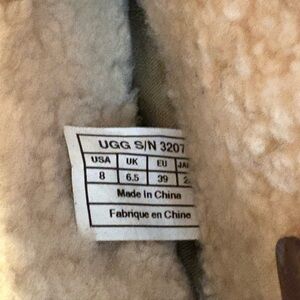 UGG S/N 3207
USA UK EU
8 6.5 39
Made in China
Fabrique en Chine